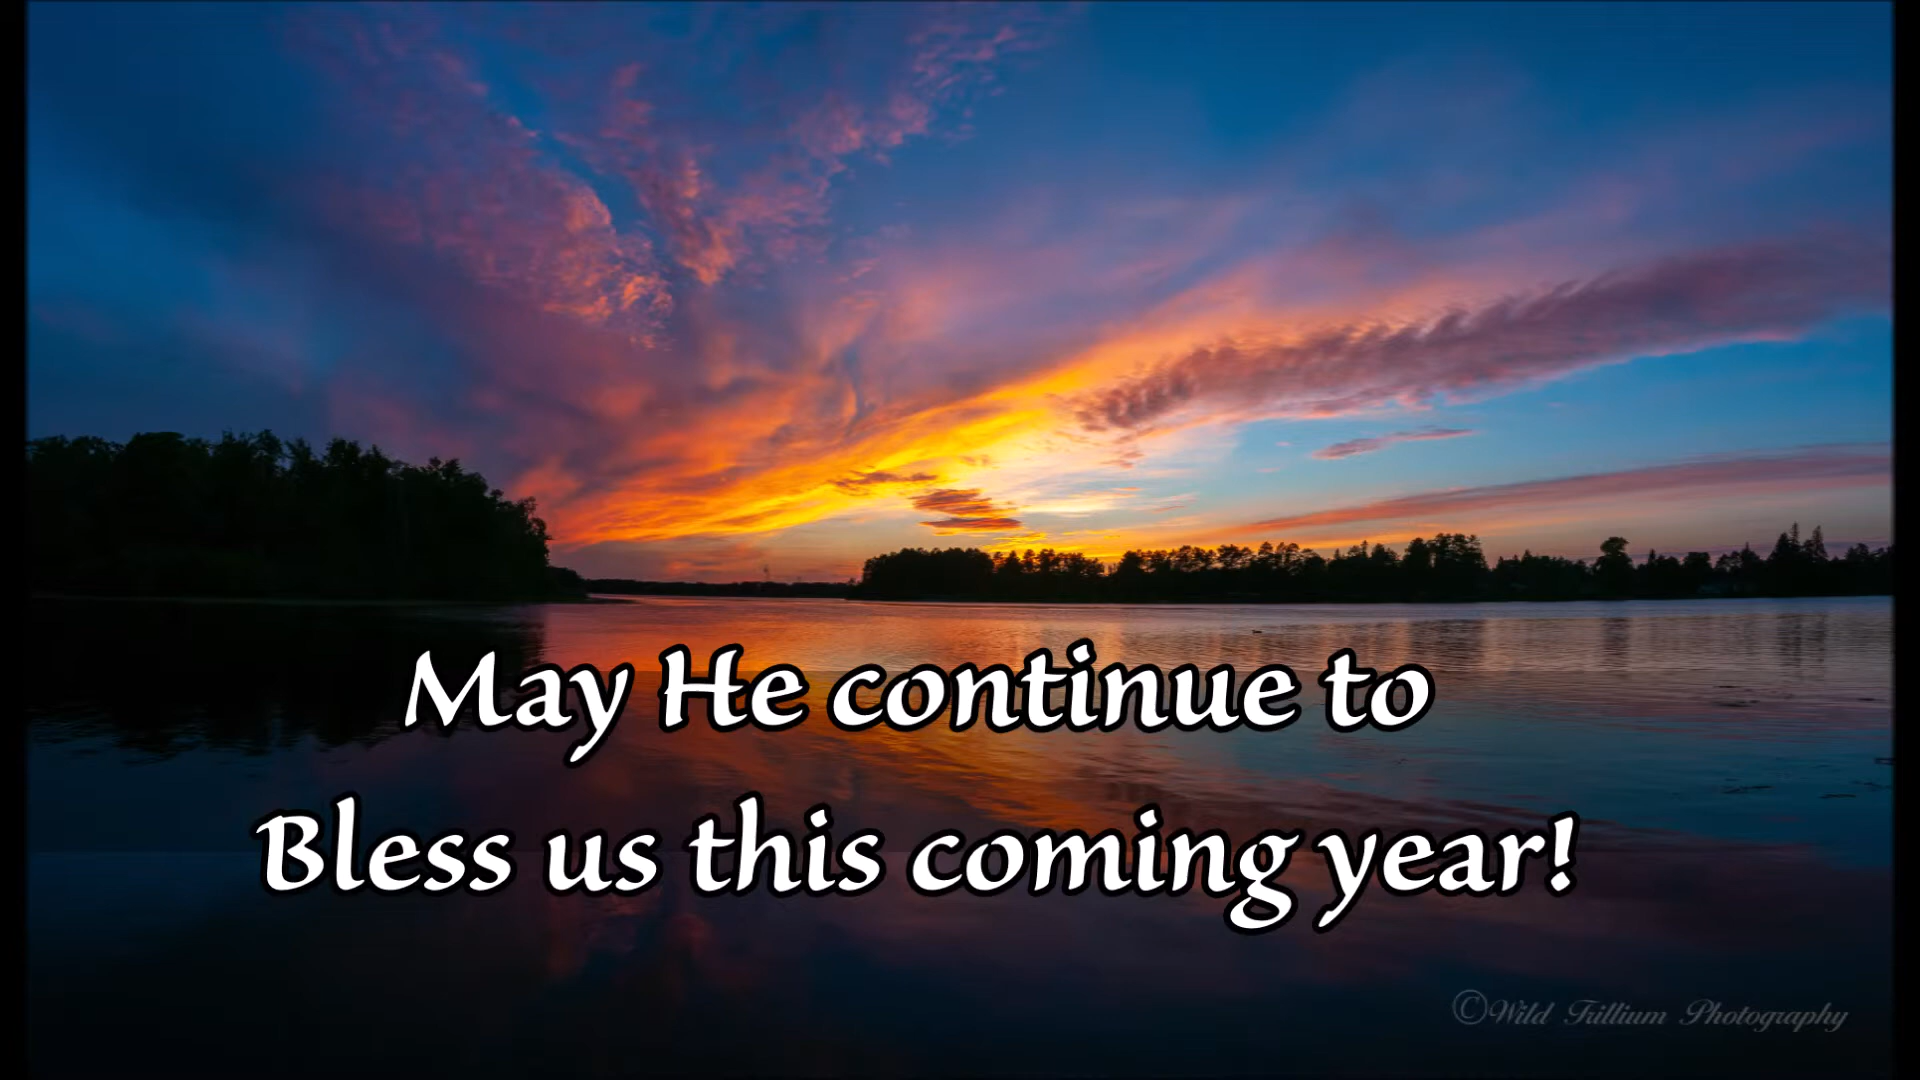 May He continue to
Bless us this coming year!
©Wild Trillium Photography